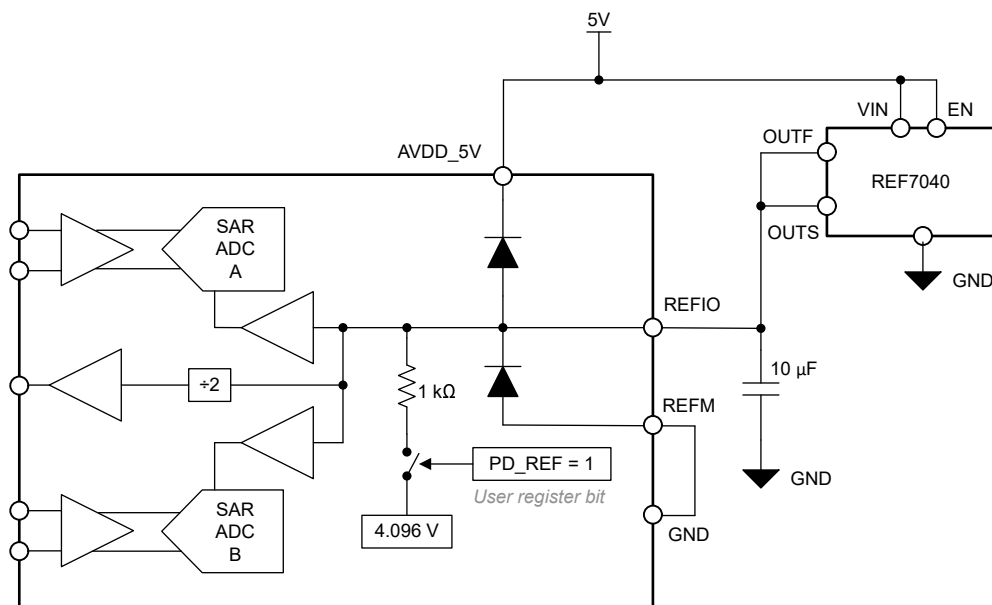 5V
VIN
EN
OUTF
AVDD_5V
REF7040
SAR
ADC
A
OUTS
GND
REFIO
÷2
1 kΩ
10 µF
REFM
PD_REF = 1
User register bit
GND
SAR
ADC
B
4.096 V
GND